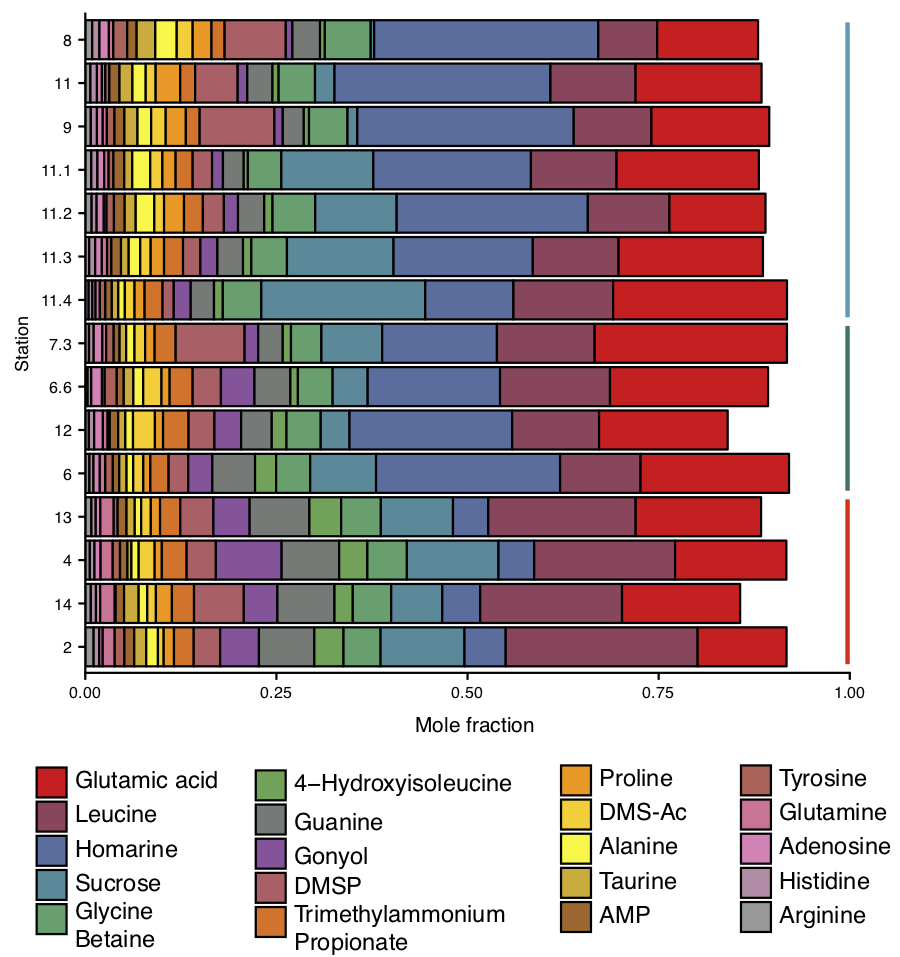 8
11
9
11.1
11.2
11.3
11.4
7.3
6.6
12
6
13
4
14
2
Station
0.00 0.25 0.50 0.75 1.00
Mole fraction
Glutamic acid
Leucine
Homarine
Sucrose
Glycine
Betaine
4−Hydroxyisoleucine
Guanine
Gonyol
DMSP
Trimethylammonium
Propionate
Proline
DMS-Ac
Alanine
Taurine
AMP
Tyrosine
Glutamine
Adenosine
Histidine
Arginine